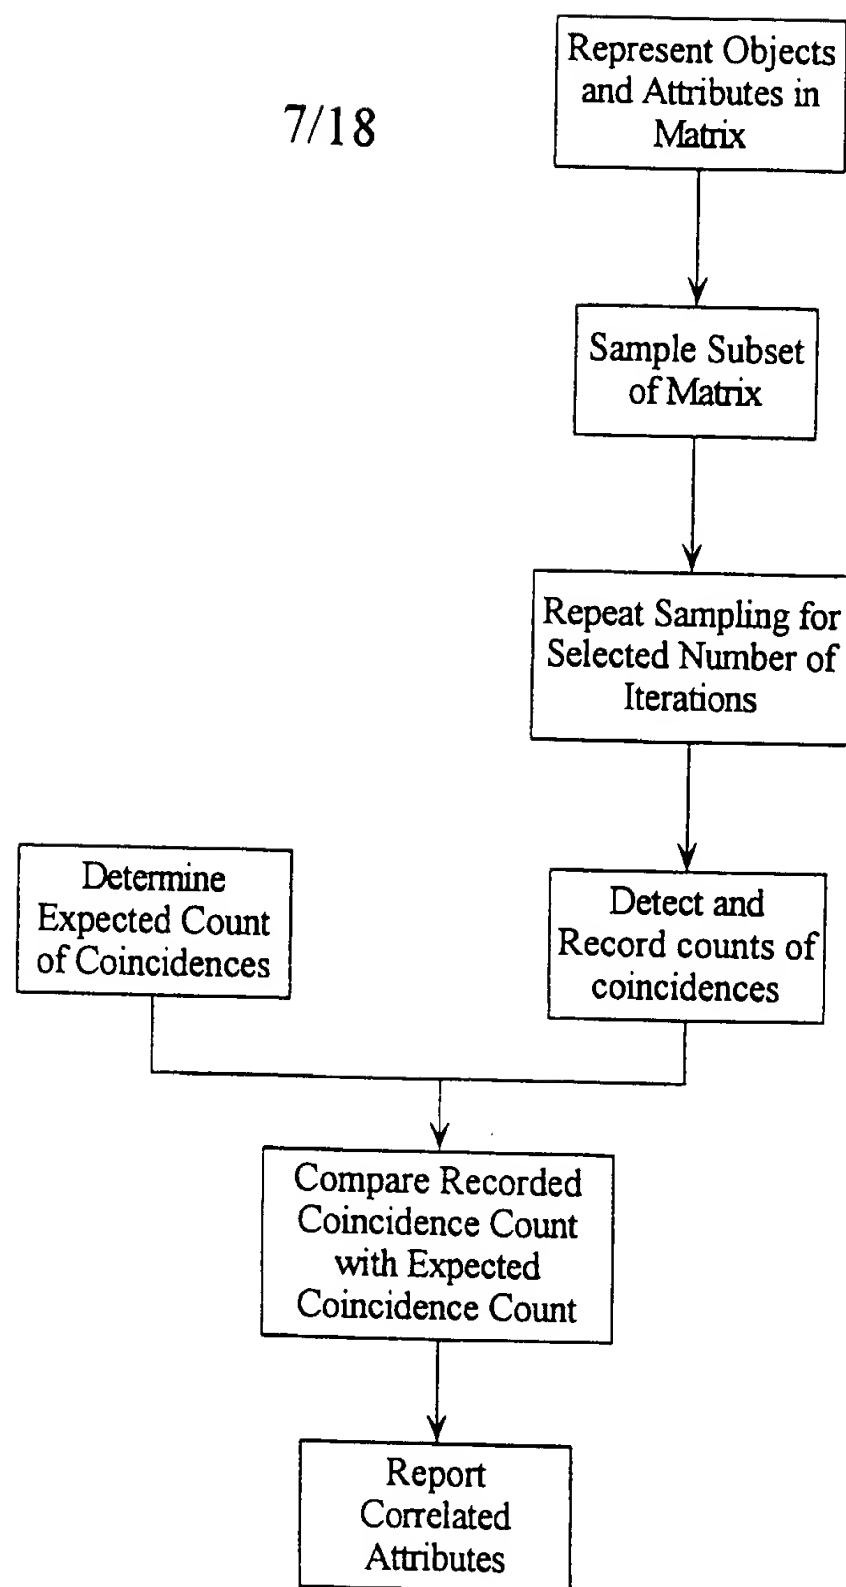 7/18
Represent Objects
and Attributes in
Matrix
Sample Subset
of Matrix
Repeat Sampling for
Selected Number of
Iterations
Determine
Expected Count
of Coincidences
Detect and
Record counts of
coincidences
Compare Recorded
Coincidence Count
with Expected
Coincidence Count
Report
Correlated
Attributes